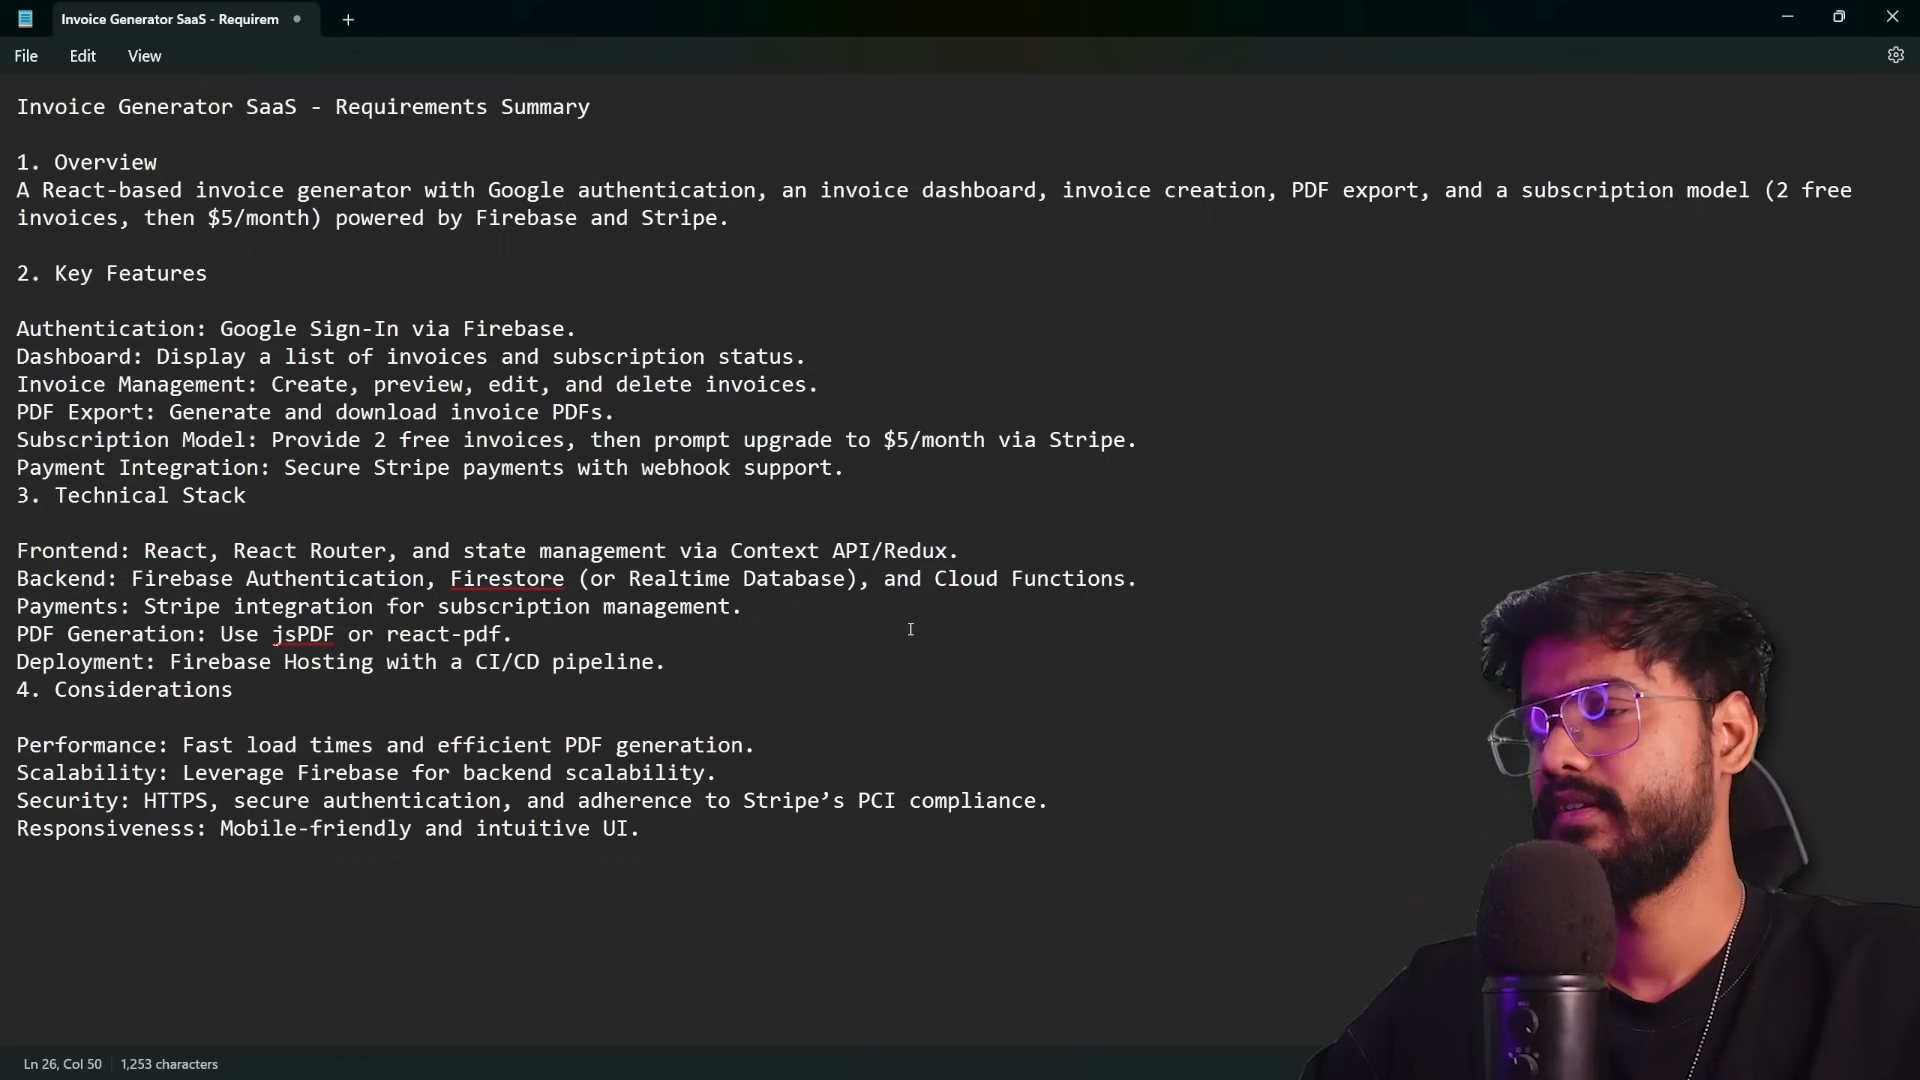 Invoice Generator SaaS - Requirem
File Edit View
Invoice Generator SaaS - Requirements Summary
1. Overview
A React-based invoice generator with Google authentication, an invoice dashboard, invoice creation, PDF export, and a subscription model (2 free
invoices, then $5/month) powered by Firebase and Stripe.
2. Key Features
Authentication: Google Sign-In via Firebase.
Dashboard: Display a list of invoices and subscription status.
Invoice Management: Create, preview, edit, and delete invoices.
PDF Export: Generate and download invoice PDFs.
Subscription Model: Provide 2 free invoices, then prompt upgrade to $5/month via Stripe.
Payment Integration: Secure Stripe payments with webhook support.
3. Technical Stack
Frontend: React, React Router, and state management via Context API/Redux.
Backend: Firebase Authentication, Firestore (or Realtime Database), and Cloud Functions.
Payments: Stripe integration for subscription management.
PDF Generation: Use jsPDF or react-pdf.
Deployment: Firebase Hosting with a CI/CD pipeline.
4. Considerations
Performance: Fast load times and efficient PDF generation.
Scalability: Leverage Firebase for backend scalability.
Security: HTTPS, secure authentication, and adherence to Stripe’s PCI compliance.
Responsiveness: Mobile-friendly and intuitive UI.
Ln 26, Col 50 1,253 characters